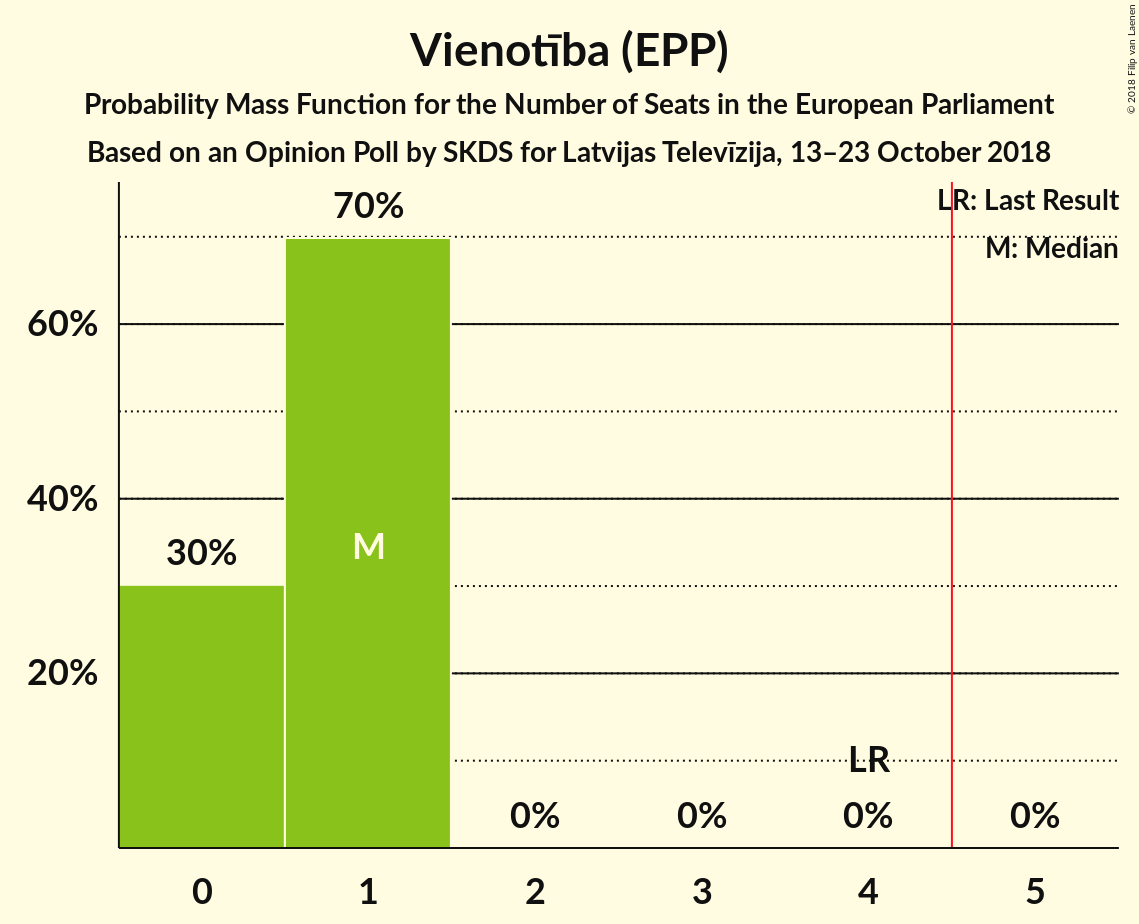 Vienotība (EPP)
Probability Mass Function for the Number of Seats in the European Parliament
Based on an Opinion Poll by SKDS for Latvijas Televīzija, 13–23 October 2018
© 2018 Filip van Laenen
LR: Last Result
M: Median
70%
60%
40%
30%
M
20%
LR
0% 0% 0% 0%
0 1 2 3 4 5